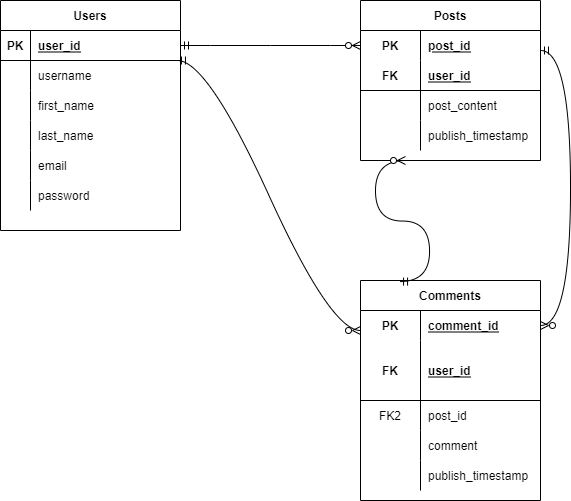 Users
PK user_id
username
first_name
last_name
email
password
Posts
PK post_id
FK user_id
post_content
publish_timestamp
Comments
PK comment_id
FK user_id
FK2 post_id
comment
publish_timestamp